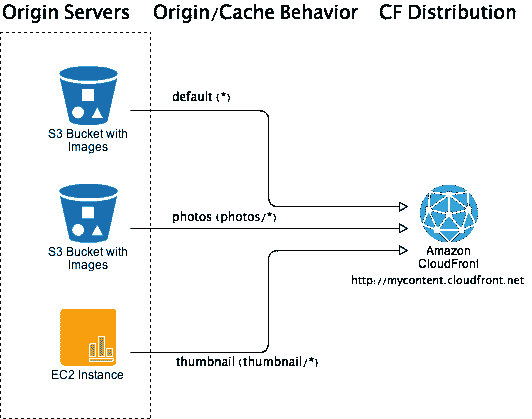 Origin Servers
Origin/Cache Behavior
CF Distribution
default (*)
S3 Bucket with
Images
photos (photos/*)
S3 Bucket with
Images
Amazon
CloudFront
http://mycontent.cloudfront.net
thumbnail (thumbnail/*)
EC2 Instance